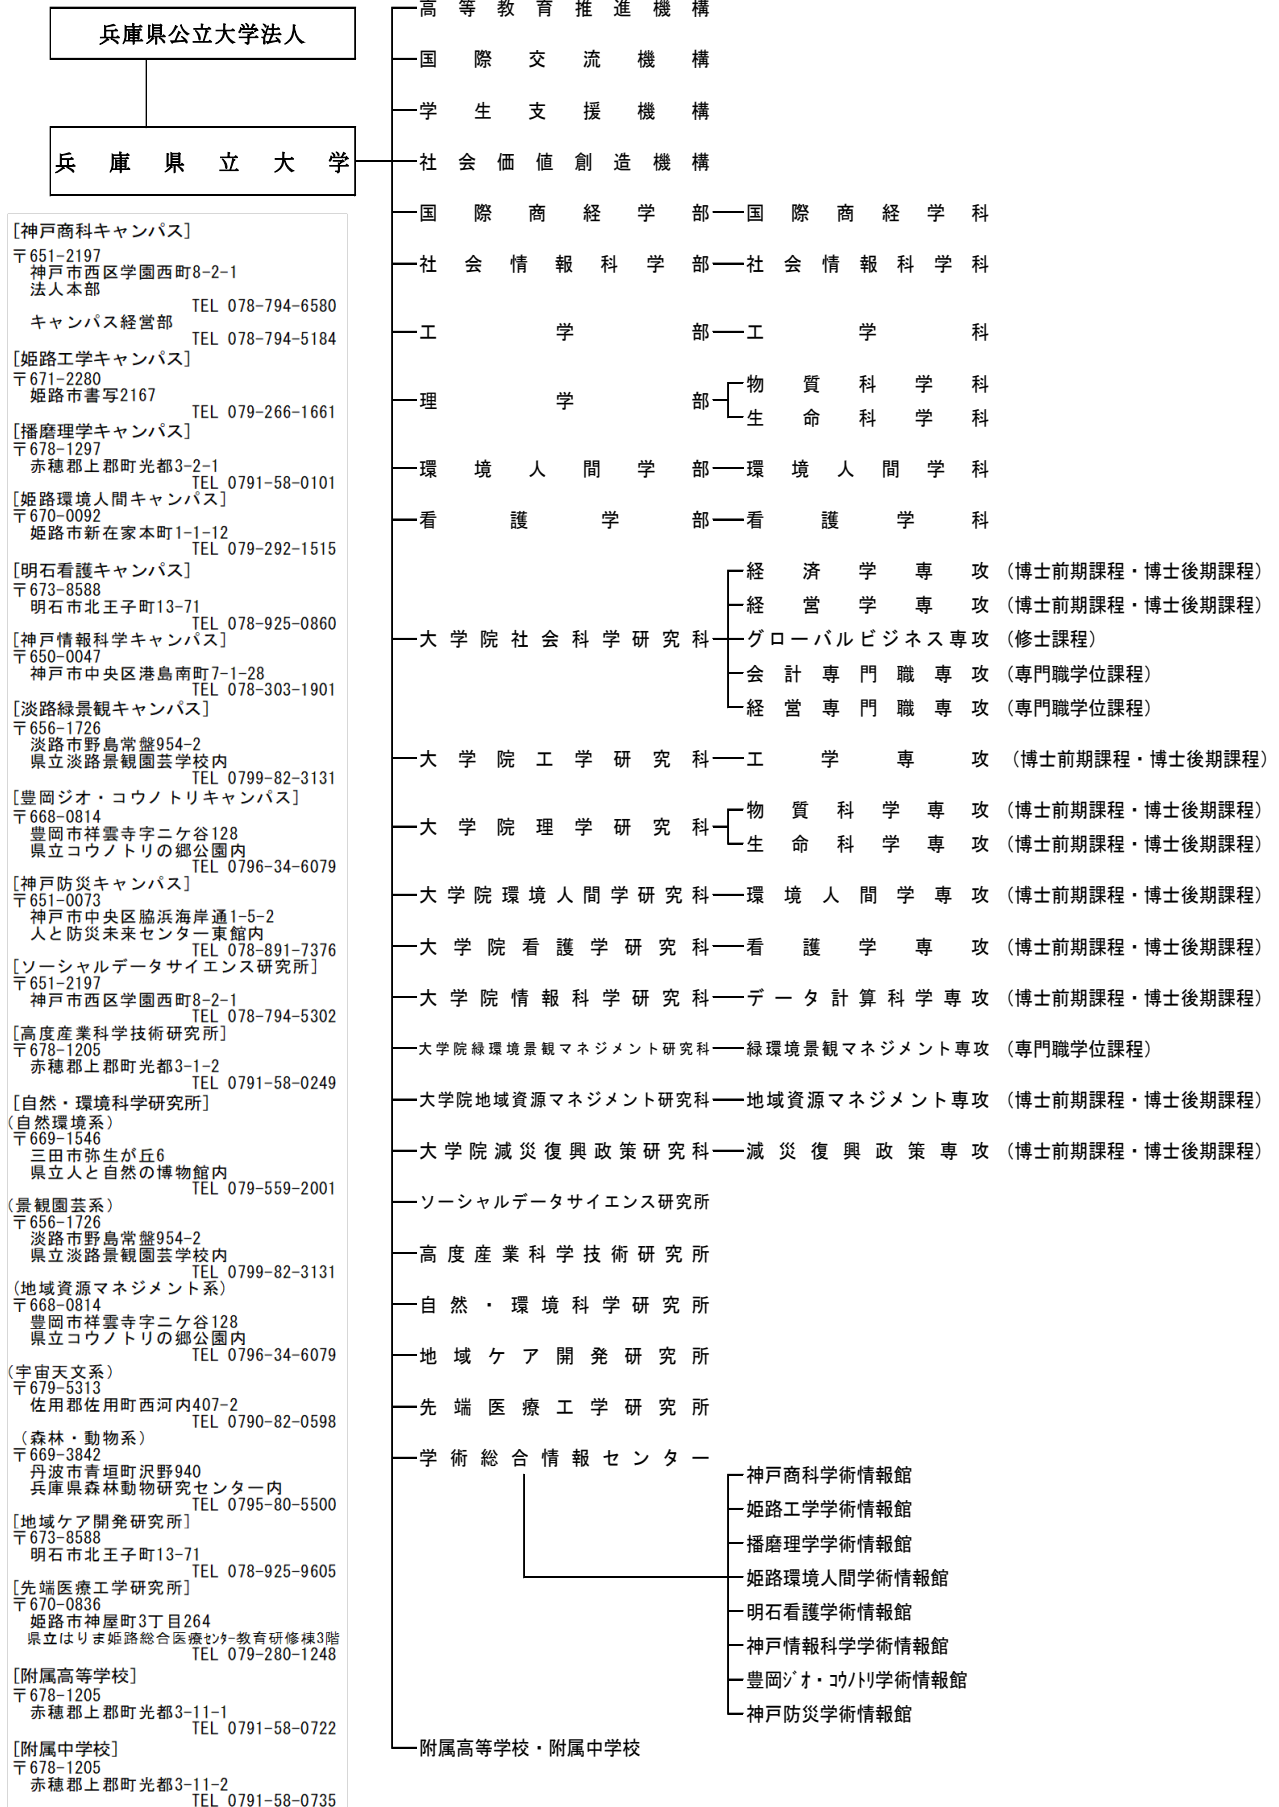 兵庫県公立大学法人
兵庫県立大学
[神戸商科キャンパス]
〒651-2197
神戸市西区学園西町8-2-1
法人本部
TEL 078-794-6580
キャンパス経営部
TEL 078-794-5184
[姫路工学キャンパス]
〒671-2280
姫路市書写2167
TEL 079-266-1661
[播磨理学キャンパス]
〒678-1297
赤穂郡上郡町光都3-2-1
TEL 0791-58-0101
[姫路環境人間キャンパス]
〒670-0092
姫路市新在家本町1-1-12
TEL 079-292-1515
[明石看護キャンパス]
〒673-8588
明石市北王子町13-71
TEL 078-925-0860
[神戸情報科学キャンパス]
〒650-0047
神戸市中央区港島南町7-1-28
TEL 078-303-1901
[淡路緑景観キャンパス]
〒656-1726
淡路市野島常盤954-2
県立淡路景観園芸学校内
TEL 0799-82-3131
[豊岡ジオ・コウノトリキャンパス]
〒668-0814
豊岡市祥雲寺字ニケ谷128
県立コウノトリの郷公園内
TEL 0796-34-6079
[神戸防災キャンパス]
〒651-0073
神戸市中央区脇浜海岸通1-5-2
人と防災未来センター東館内
TEL 078-891-7376
[ソーシャルデータサイエンス研究所]
〒651-2197
神戸市西区学園西町8-2-1
TEL 078-794-5302
[高度産業科学技術研究所]
〒678-1205
赤穂郡上郡町光都3-1-2
TEL 0791-58-0249
[自然・環境科学研究所]
(自然環境系)
〒669-1546
三田市弥生が丘6
県立人と自然の博物館内
TEL 079-559-2001
(景観園芸系)
〒656-1726
淡路市野島常盤954-2
県立淡路景観園芸学校内
TEL 0799-82-3131
(地域資源マネジメント系)
〒668-0814
豊岡市祥雲寺字ニケ谷128
県立コウノトリの郷公園内
TEL 0796-34-6079
(宇宙天文系)
〒679-5313
佐用郡佐用町西河内407-2
TEL 0790-82-0598
(森林・動物系)
〒669-3842
丹波市青垣町沢野940
兵庫県森林動物研究センター内
TEL 0795-80-5500
[地域ケア開発研究所]
〒673-8588
明石市北王子町13-71
TEL 078-925-9605
[先端医療工学研究所]
〒670-0836
姫路市神屋町3丁目264
県立はりま姫路総合医療ｾﾝﾀｰ教育研修棟3階
TEL 079-280-1248
[附属高等学校]
〒678-1205
赤穂郡上郡町光都3-11-1
TEL 0791-58-0722
[附属中学校]
〒678-1205
赤穂郡上郡町光都3-11-2
TEL 0791-58-0735
高等教育推進機構
国際交流機構
学生支援機構
社会価値創造機構
国際商経学部 国際商経学科
社会情報科学部 社会情報科学科
工学部 工学科
理学部
物質科学科
生命科学科
環境人間学部 環境人間学科
看護学部 看護学科
大学院社会科学研究科
経済学専攻 (博士前期課程・博士後期課程)
経営学専攻 (博士前期課程・博士後期課程)
グローバルビジネス専攻 (修士課程)
会計専門職専攻 (専門職学位課程)
経営専門職専攻 (専門職学位課程)
大学院工学研究科 工学専攻 (博士前期課程・博士後期課程)
大学院理学研究科
物質科学専攻 (博士前期課程・博士後期課程)
生命科学専攻 (博士前期課程・博士後期課程)
大学院環境人間学研究科 環境人間学専攻 (博士前期課程・博士後期課程)
大学院看護学研究科 看護学専攻 (博士前期課程・博士後期課程)
大学院情報科学研究科 データ計算科学専攻 (博士前期課程・博士後期課程)
大学院緑環境景観マネジメント研究科 緑環境景観マネジメント専攻 (専門職学位課程)
大学院地域資源マネジメント研究科 地域資源マネジメント専攻 (博士前期課程・博士後期課程)
大学院減災復興政策研究科 減災復興政策専攻 (博士前期課程・博士後期課程)
ソーシャルデータサイエンス研究所
高度産業科学技術研究所
自然・環境科学研究所
地域ケア開発研究所
先端医療工学研究所
学術総合情報センター
神戸商科学術情報館
姫路工学学術情報館
播磨理学学術情報館
姫路環境人間学術情報館
明石看護学術情報館
神戸情報科学学術情報館
豊岡ｼﾞｵ・ｺｳﾉﾄﾘ学術情報館
神戸防災学術情報館
附属高等学校・附属中学校